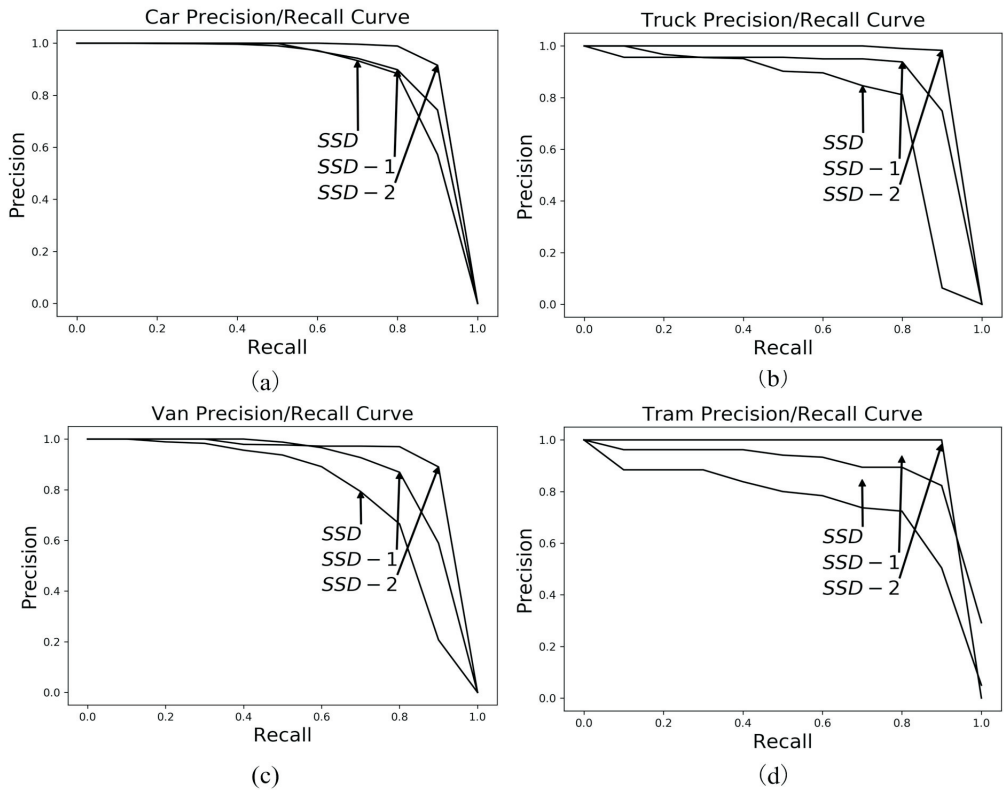 Car Precision/Recall Curve
1.0
0.8
0.6
0.4
0.2
0.0
Precision
SSD
SSD − 1
SSD − 2
0.0 0.2 0.4 0.6 0.8 1.0
Recall
(a)
Truck Precision/Recall Curve
1.0
0.8
0.6
0.4
0.2
0.0
Precision
SSD
SSD − 1
SSD − 2
0.0 0.2 0.4 0.6 0.8 1.0
Recall
(b)
Van Precision/Recall Curve
1.0
0.8
0.6
0.4
0.2
0.0
Precision
SSD
SSD − 1
SSD − 2
0.0 0.2 0.4 0.6 0.8 1.0
Recall
(c)
Tram Precision/Recall Curve
1.0
0.8
0.6
0.4
0.2
0.0
Precision
SSD
SSD − 1
SSD − 2
0.0 0.2 0.4 0.6 0.8 1.0
Recall
(d)